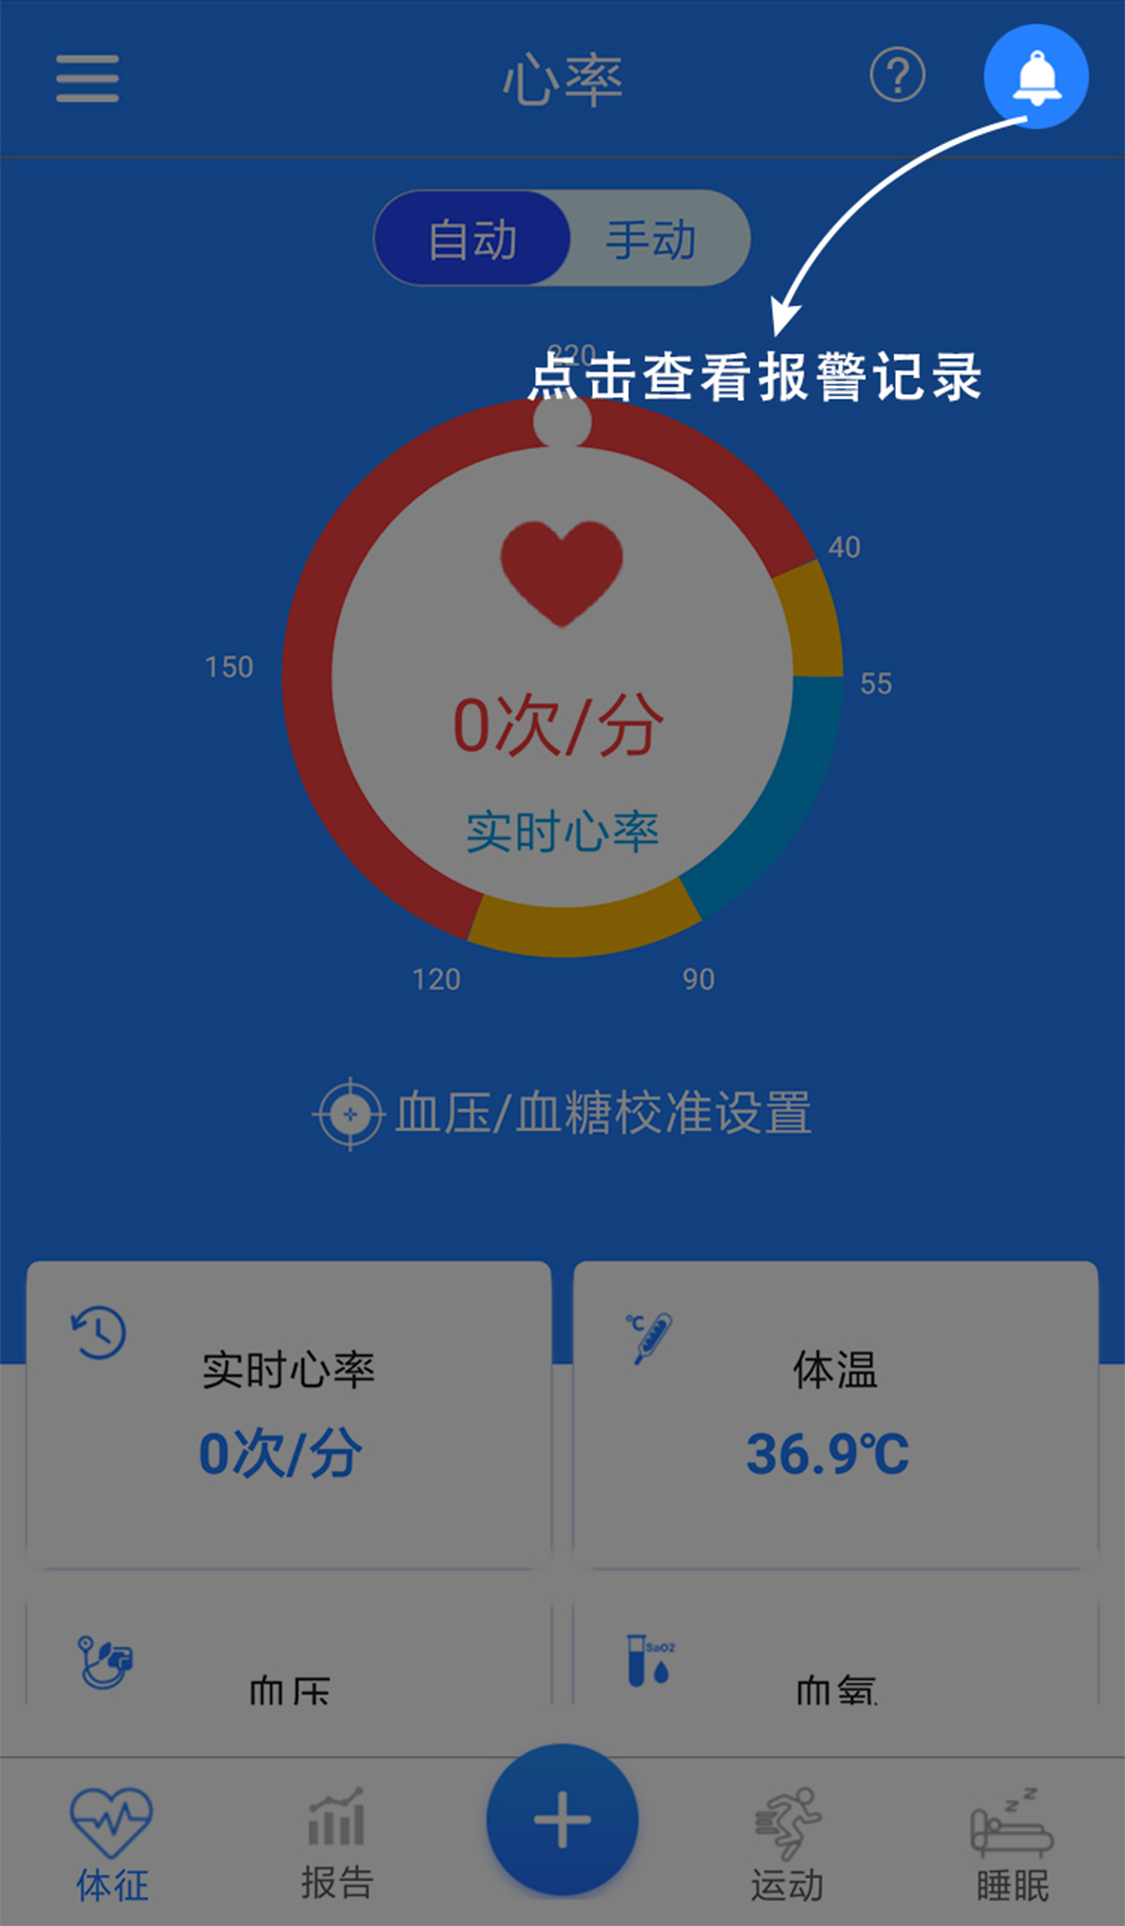 心率
?
自动 手动
220
点击查看报警记录
40
150
55
0次/分
实时心率
120
90
血压/血糖校准设置
实时心率
0次/分
℃
体温
36.9℃
血压
SaO2
血氧
体征
报告
运动
z z
睡眠